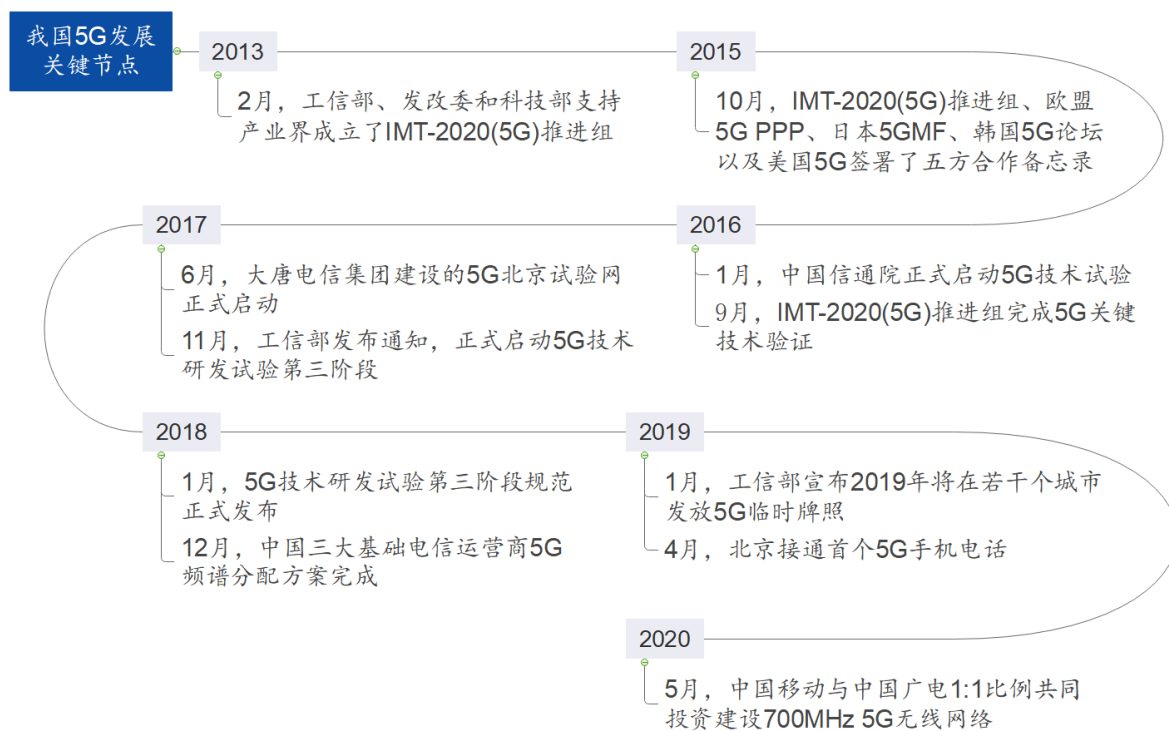 我国5G发展
关键节点
2013
2月，工信部、发改委和科技部支持
产业界成立了IMT-2020(5G)推进组
2015
10月，IMT-2020(5G)推进组、欧盟
5G PPP、日本5GMF、韩国5G论坛
以及美国5G签署了五方合作备忘录
2016
1月，中国信通院正式启动5G技术试验
9月，IMT-2020(5G)推进组完成5G关键
技术验证
2017
6月，大唐电信集团建设的5G北京试验网
正式启动
11月，工信部发布通知，正式启动5G技术
研发试验第三阶段
2018
1月，5G技术研发试验第三阶段规范
正式发布
12月，中国三大基础电信运营商5G
频谱分配方案完成
2019
1月，工信部宣布2019年将在若干个城市
发放5G临时牌照
4月，北京接通首个5G手机电话
2020
5月，中国移动与中国广电1:1比例共同
投资建设700MHz 5G无线网络